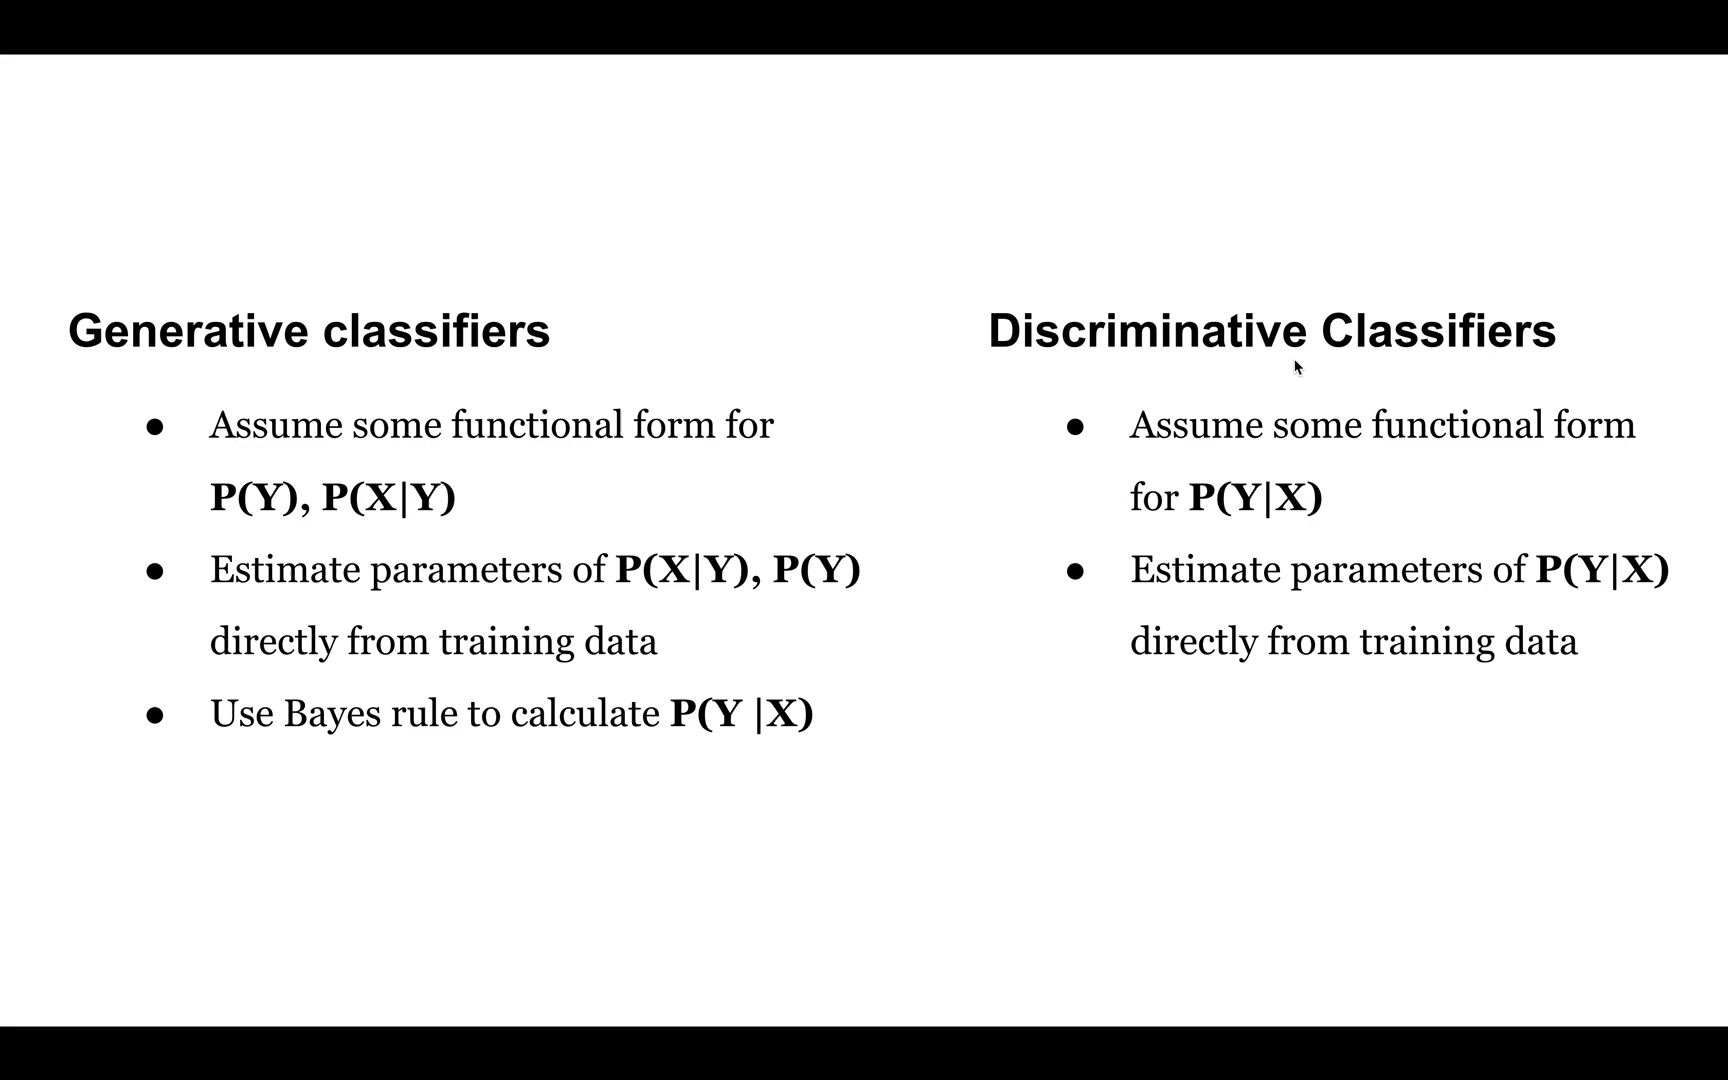 Generative classifiers
● Assume some functional form for
P(Y), P(X|Y)
● Estimate parameters of P(X|Y), P(Y)
directly from training data
● Use Bayes rule to calculate P(Y |X)
Discriminative Classifiers
● Assume some functional form
for P(Y|X)
● Estimate parameters of P(Y|X)
directly from training data